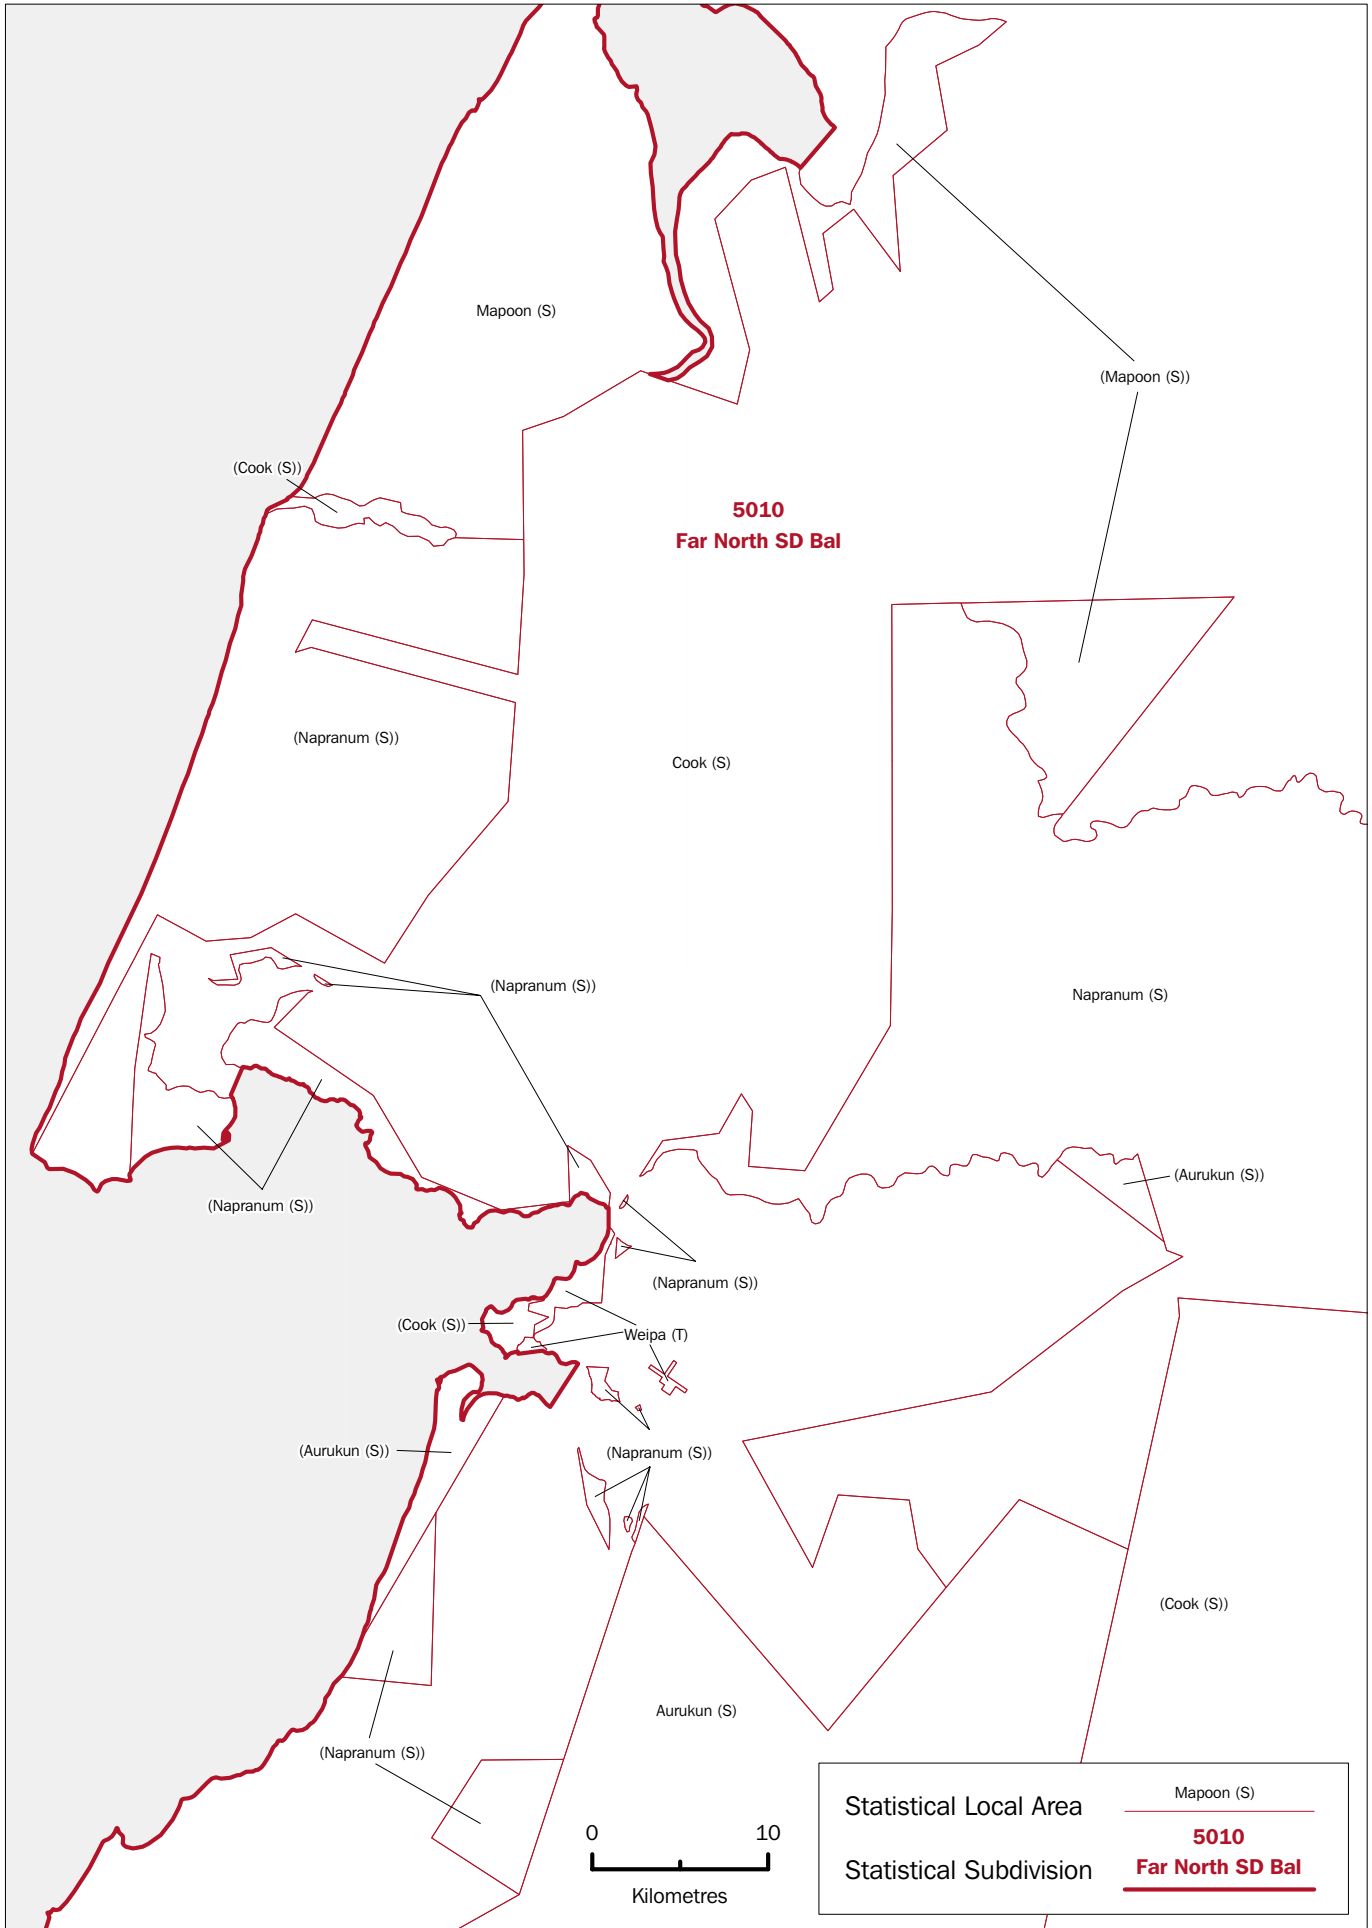 Mapoon (S)
(Mapoon (S))
(Cook (S))
5010
Far North SD Bal
(Napranum (S))
Cook (S)
(Napranum (S))
Napranum (S)
(Aurukun (S))
(Napranum (S))
(Napranum (S))
(Cook (S))
Weipa (T)
(Aurukun (S))
(Napranum (S))
(Cook (S))
Aurukun (S)
(Napranum (S))
0 10
Kilometres
Statistical Local Area
Mapoon (S)
Statistical Subdivision
5010
Far North SD Bal